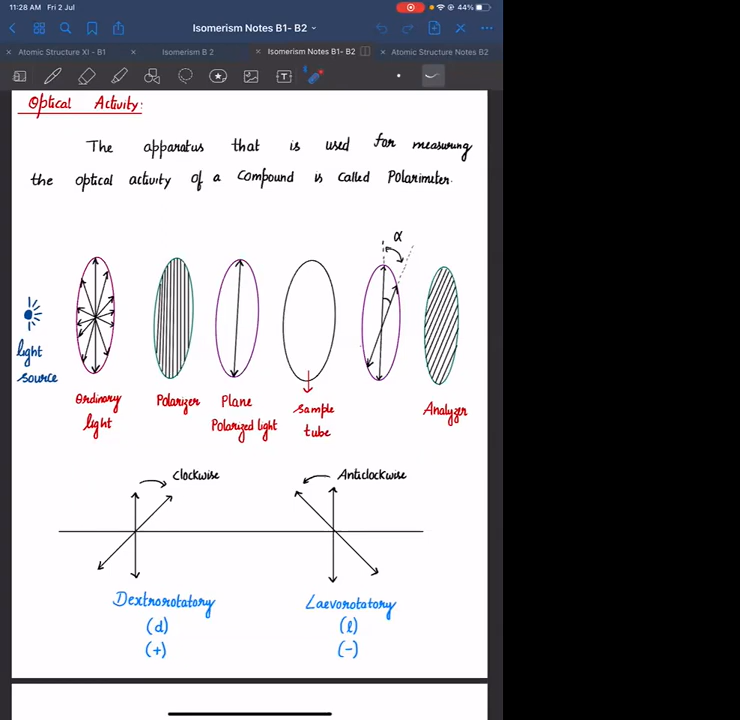 11:28 AM Fri 2 Jul
44%
Isomerism Notes B1- B2
Atomic Structure XI - B1
Isomerism B 2
Isomerism Notes B1- B2
Atomic Structure Notes B2
Optical Activity:
The apparatus that is used for measuring
the optical activity of a compound is called Polarimeter.
α
light
source
Ordinary
light
Polarizer
Plane
Polarized light
Sample
tube
Analyzer
Clockwise
Anticlockwise
Dextrorotatory
Laevorotatory
(d)
(l)
(+)
(-)